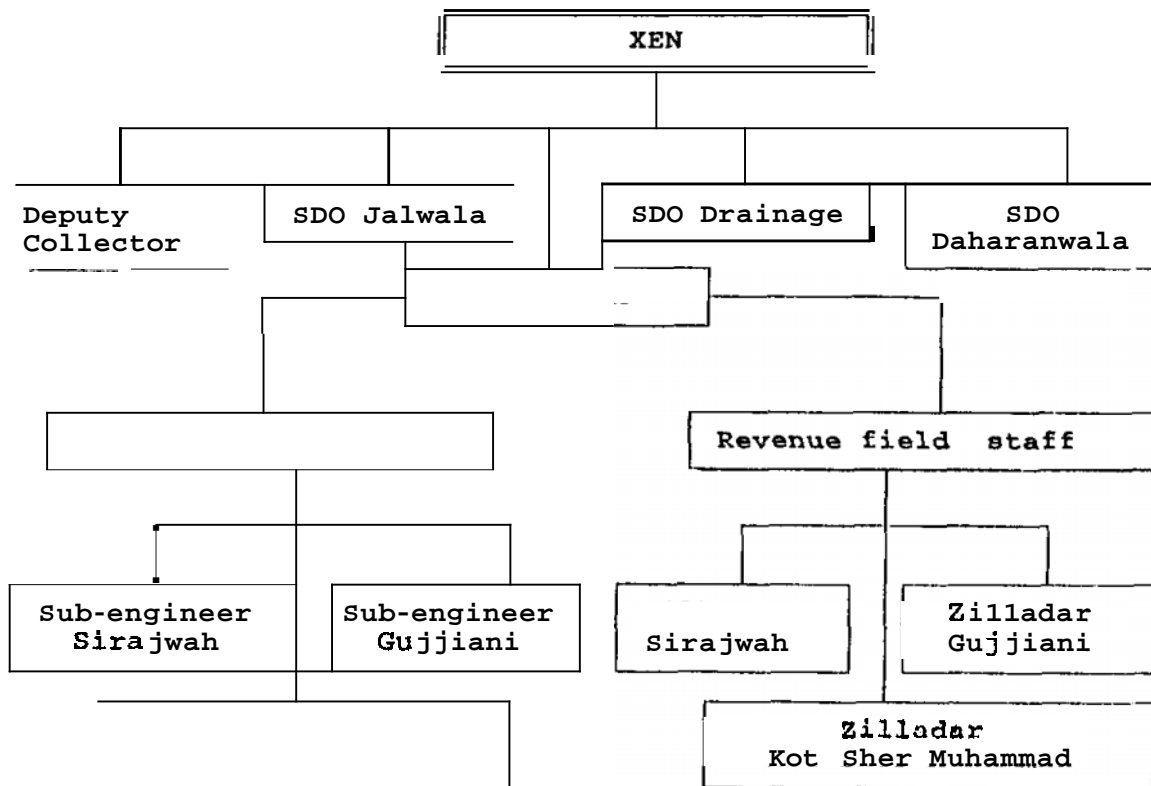 XEN
Deputy
Collector
SDO Jalwala
SDO Drainage
SDO
Daharanwala
Revenue field staff
Sub-engineer
Sirajwah
Sub-engineer
Gujjiani
Sirajwah
Zilladar
Gujjiani
Zilladar
Kot Sher Muhammad